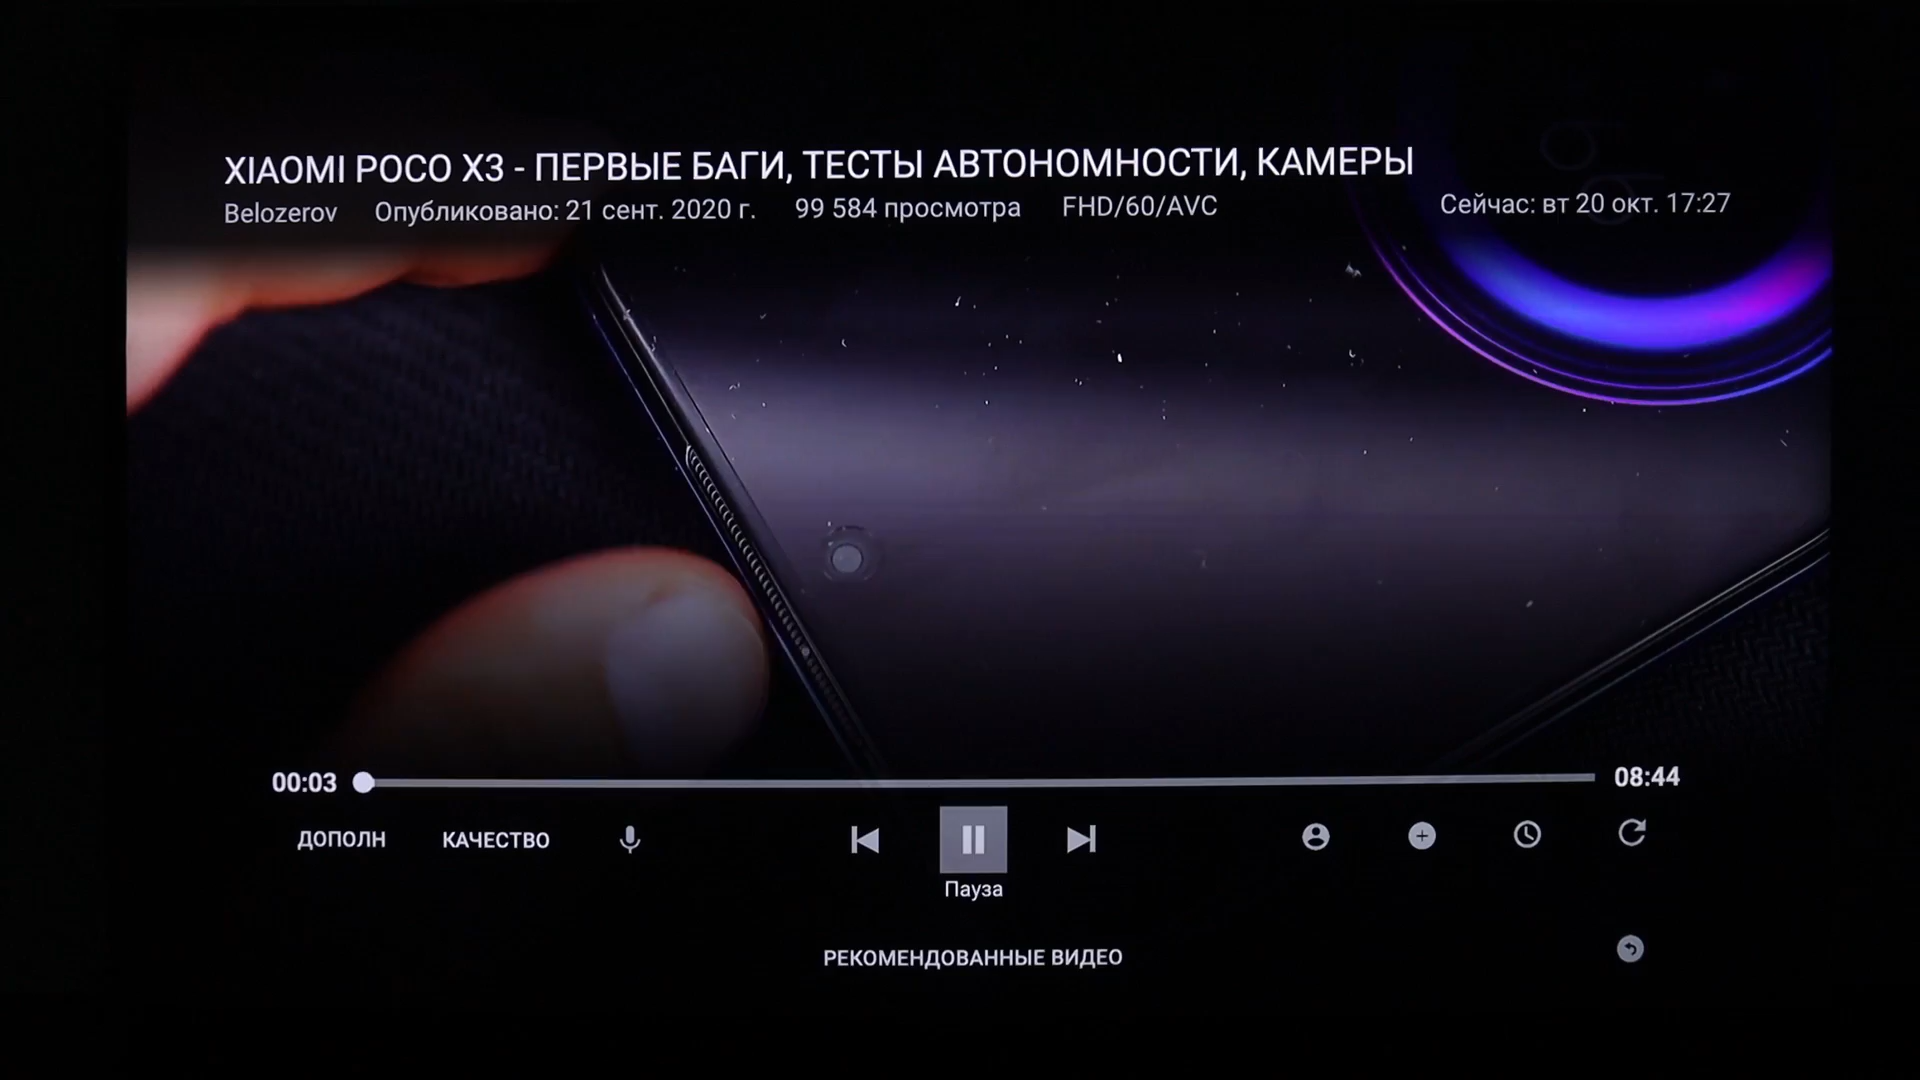 XIAOMI POCO X3 - ПЕРВЫЕ БАГИ, ТЕСТЫ АВТОНОМНОСТИ, КАМЕРЫ
Belozerov Опубликовано: 21 сент. 2020 г. 99 584 просмотра FHD/60/AVC Сейчас: вт 20 окт. 17:27
00:03 08:44
ДОПОЛН КАЧЕСТВО
Пауза
РЕКОМЕНДОВАННЫЕ ВИДЕО